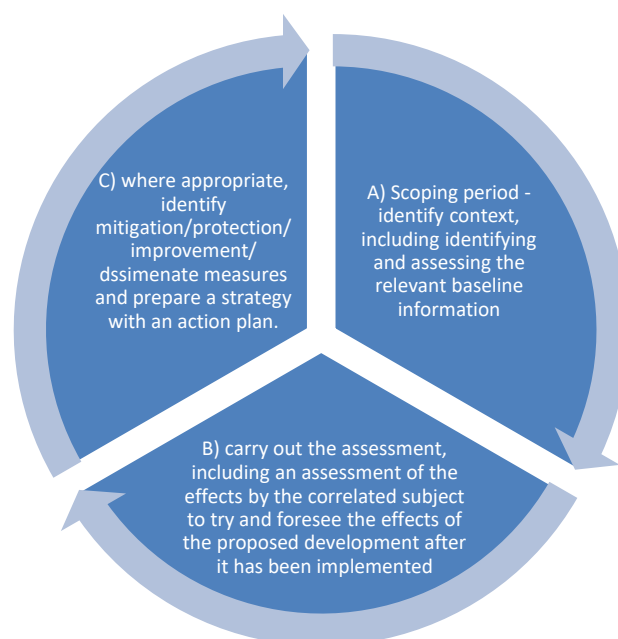 A) Scoping period -
identify context,
including identifying
and assessing the
relevant baseline
information
B) carry out the assessment,
including an assessment of the
effects by the correlated subject
to try and foresee the effects of
the proposed development after
it has been implemented
C) where appropriate,
identify
mitigation/protection/
improvement/
dssimenate measures
and prepare a strategy
with an action plan.